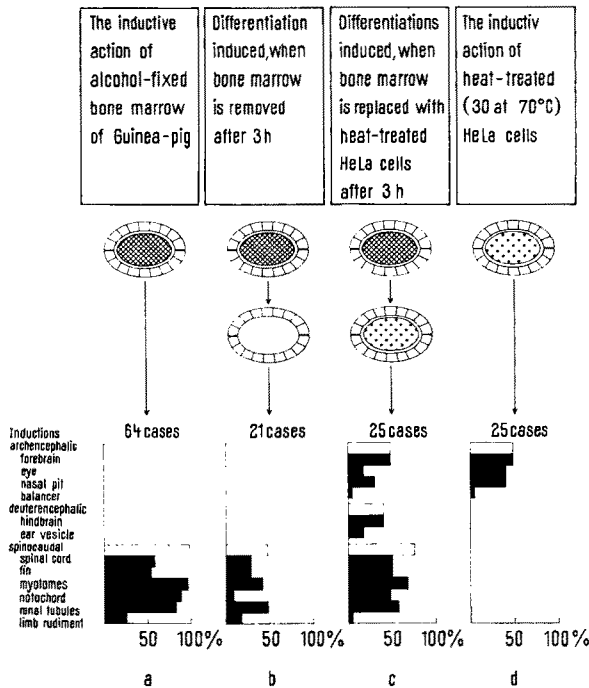 The inductive
action of
alcohol-fixed
bone marrow
of Guinea-pig
Differentiation
induced, when
bone marrow
is removed
after 3h
Differentiations
induced, when
bone marrow
is replaced with
heat-treated
HeLa cells
after 3 h
The inductiv
action of
heat-treated
(30 at 70°C)
HeLa cells
64 cases
21 cases
25 cases
25 cases
Inductions
archencephalic
forebrain
eye
nasal pit
balancer
deuterencephalic
hindbrain
ear vesicle
spinocaudal
spinal cord
fin
myotomes
notochord
renal tubules
limb rudiment
50 100%
50 100%
50 100%
50 100%
a
b
c
d